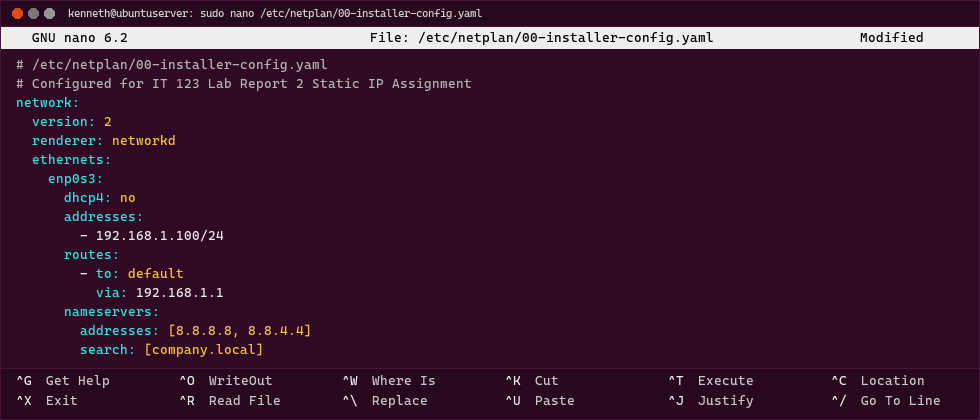 kenneth@ubuntuserver: sudo nano /etc/netplan/00-installer-config.yaml
GNU nano 6.2 File: /etc/netplan/00-installer-config.yaml Modified
# /etc/netplan/00-installer-config.yaml
# Configured for IT 123 Lab Report 2 Static IP Assignment
network:
  version: 2
  renderer: networkd
  ethernets:
    enp0s3:
      dhcp4: no
      addresses:
        - 192.168.1.100/24
      routes:
        - to: default
          via: 192.168.1.1
      nameservers:
        addresses: [8.8.8.8, 8.8.4.4]
        search: [company.local]
^G Get Help ^O WriteOut ^W Where Is ^K Cut ^T Execute ^C Location
^X Exit ^R Read File ^\ Replace ^U Paste ^J Justify ^/ Go To Line